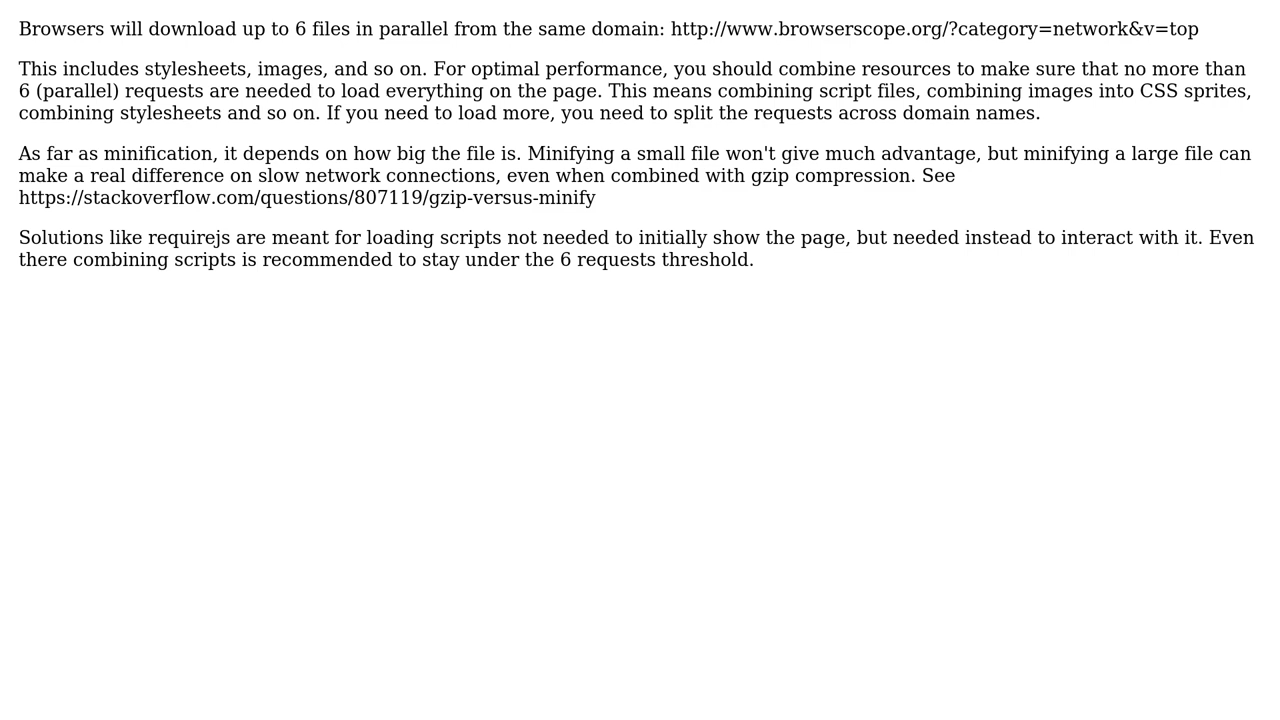 Browsers will download up to 6 files in parallel from the same domain: http://www.browserscope.org/?category=network&v=top
This includes stylesheets, images, and so on. For optimal performance, you should combine resources to make sure that no more than
6 (parallel) requests are needed to load everything on the page. This means combining script files, combining images into CSS sprites,
combining stylesheets and so on. If you need to load more, you need to split the requests across domain names.
As far as minification, it depends on how big the file is. Minifying a small file won't give much advantage, but minifying a large file can
make a real difference on slow network connections, even when combined with gzip compression. See
https://stackoverflow.com/questions/807119/gzip-versus-minify
Solutions like requirejs are meant for loading scripts not needed to initially show the page, but needed instead to interact with it. Even
there combining scripts is recommended to stay under the 6 requests threshold.